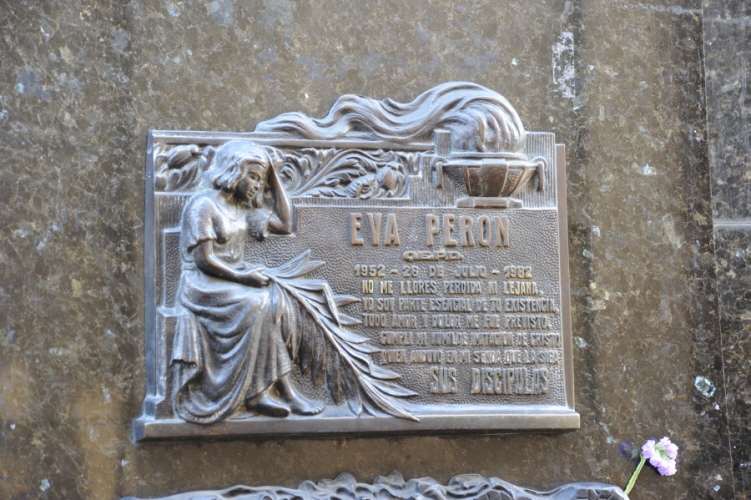 EVA PERON
Q.E.P.D.
1952 - 26 DE JULIO - 1982
NO ME LLORES PERDIDA NI LEJANA,
YO SOY PARTE ESENCIAL DE TU EXISTENCIA,
TODO AMOR Y DOLOR ME FUE PREVISTO,
CUMPLI MI HUMILDE IMITACION DE CRISTO
QUIEN ANDUVO EN MI SENDA QUE LA SIGA
SUS DISCIPULOS